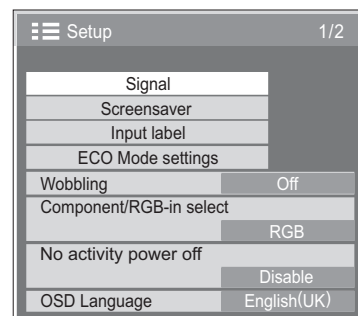 Setup 1/2
Signal
Screensaver
Input label
ECO Mode settings
Wobbling Off
Component/RGB-in select
RGB
No activity power off
Disable
OSD Language English(UK)